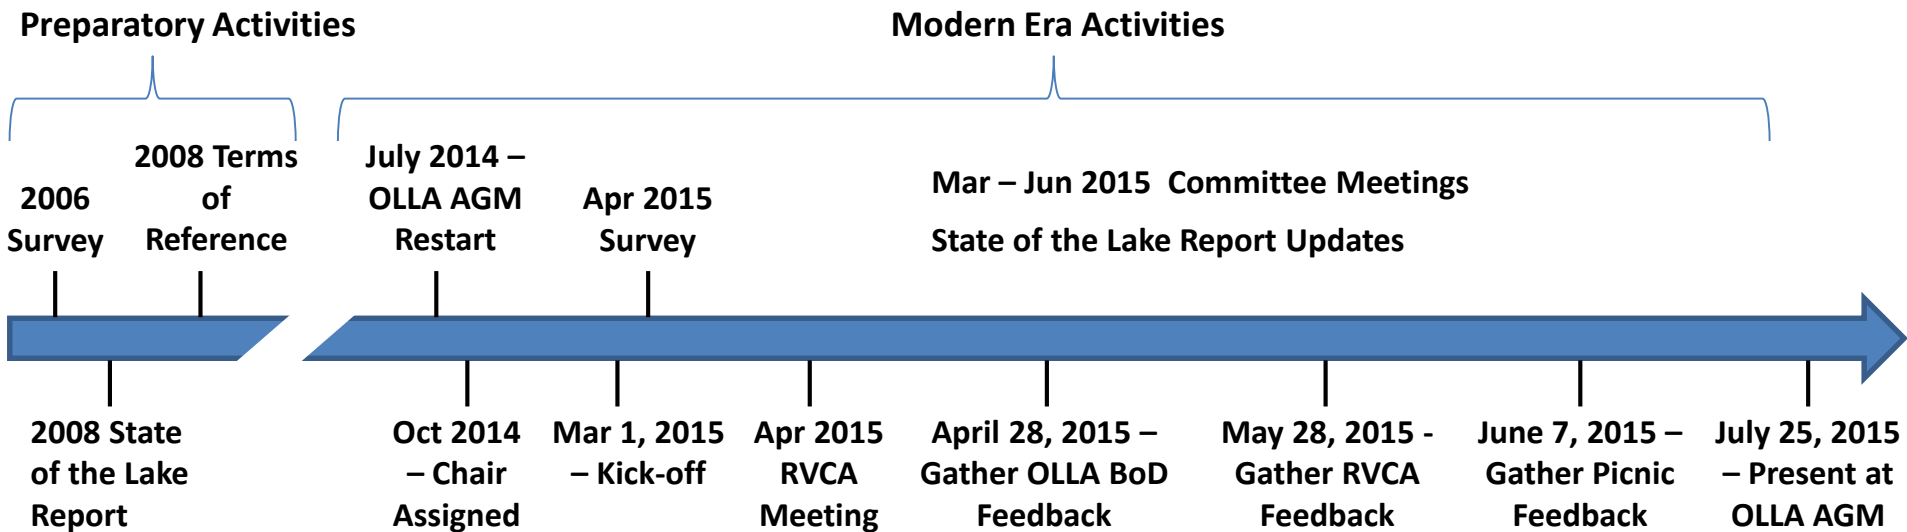 Preparatory Activities
Modern Era Activities
2006
Survey
2008 Terms
of
Reference
July 2014 –
OLLA AGM
Restart
Apr 2015
Survey
Mar – Jun 2015  Committee Meetings
State of the Lake Report Updates
2008 State
of the Lake
Report
Oct 2014
– Chair
Assigned
Mar 1, 2015
– Kick-off
Apr 2015
RVCA
Meeting
April 28, 2015 –
Gather OLLA BoD
Feedback
May 28, 2015 -
Gather RVCA
Feedback
June 7, 2015 –
Gather Picnic
Feedback
July 25, 2015
– Present at
OLLA AGM